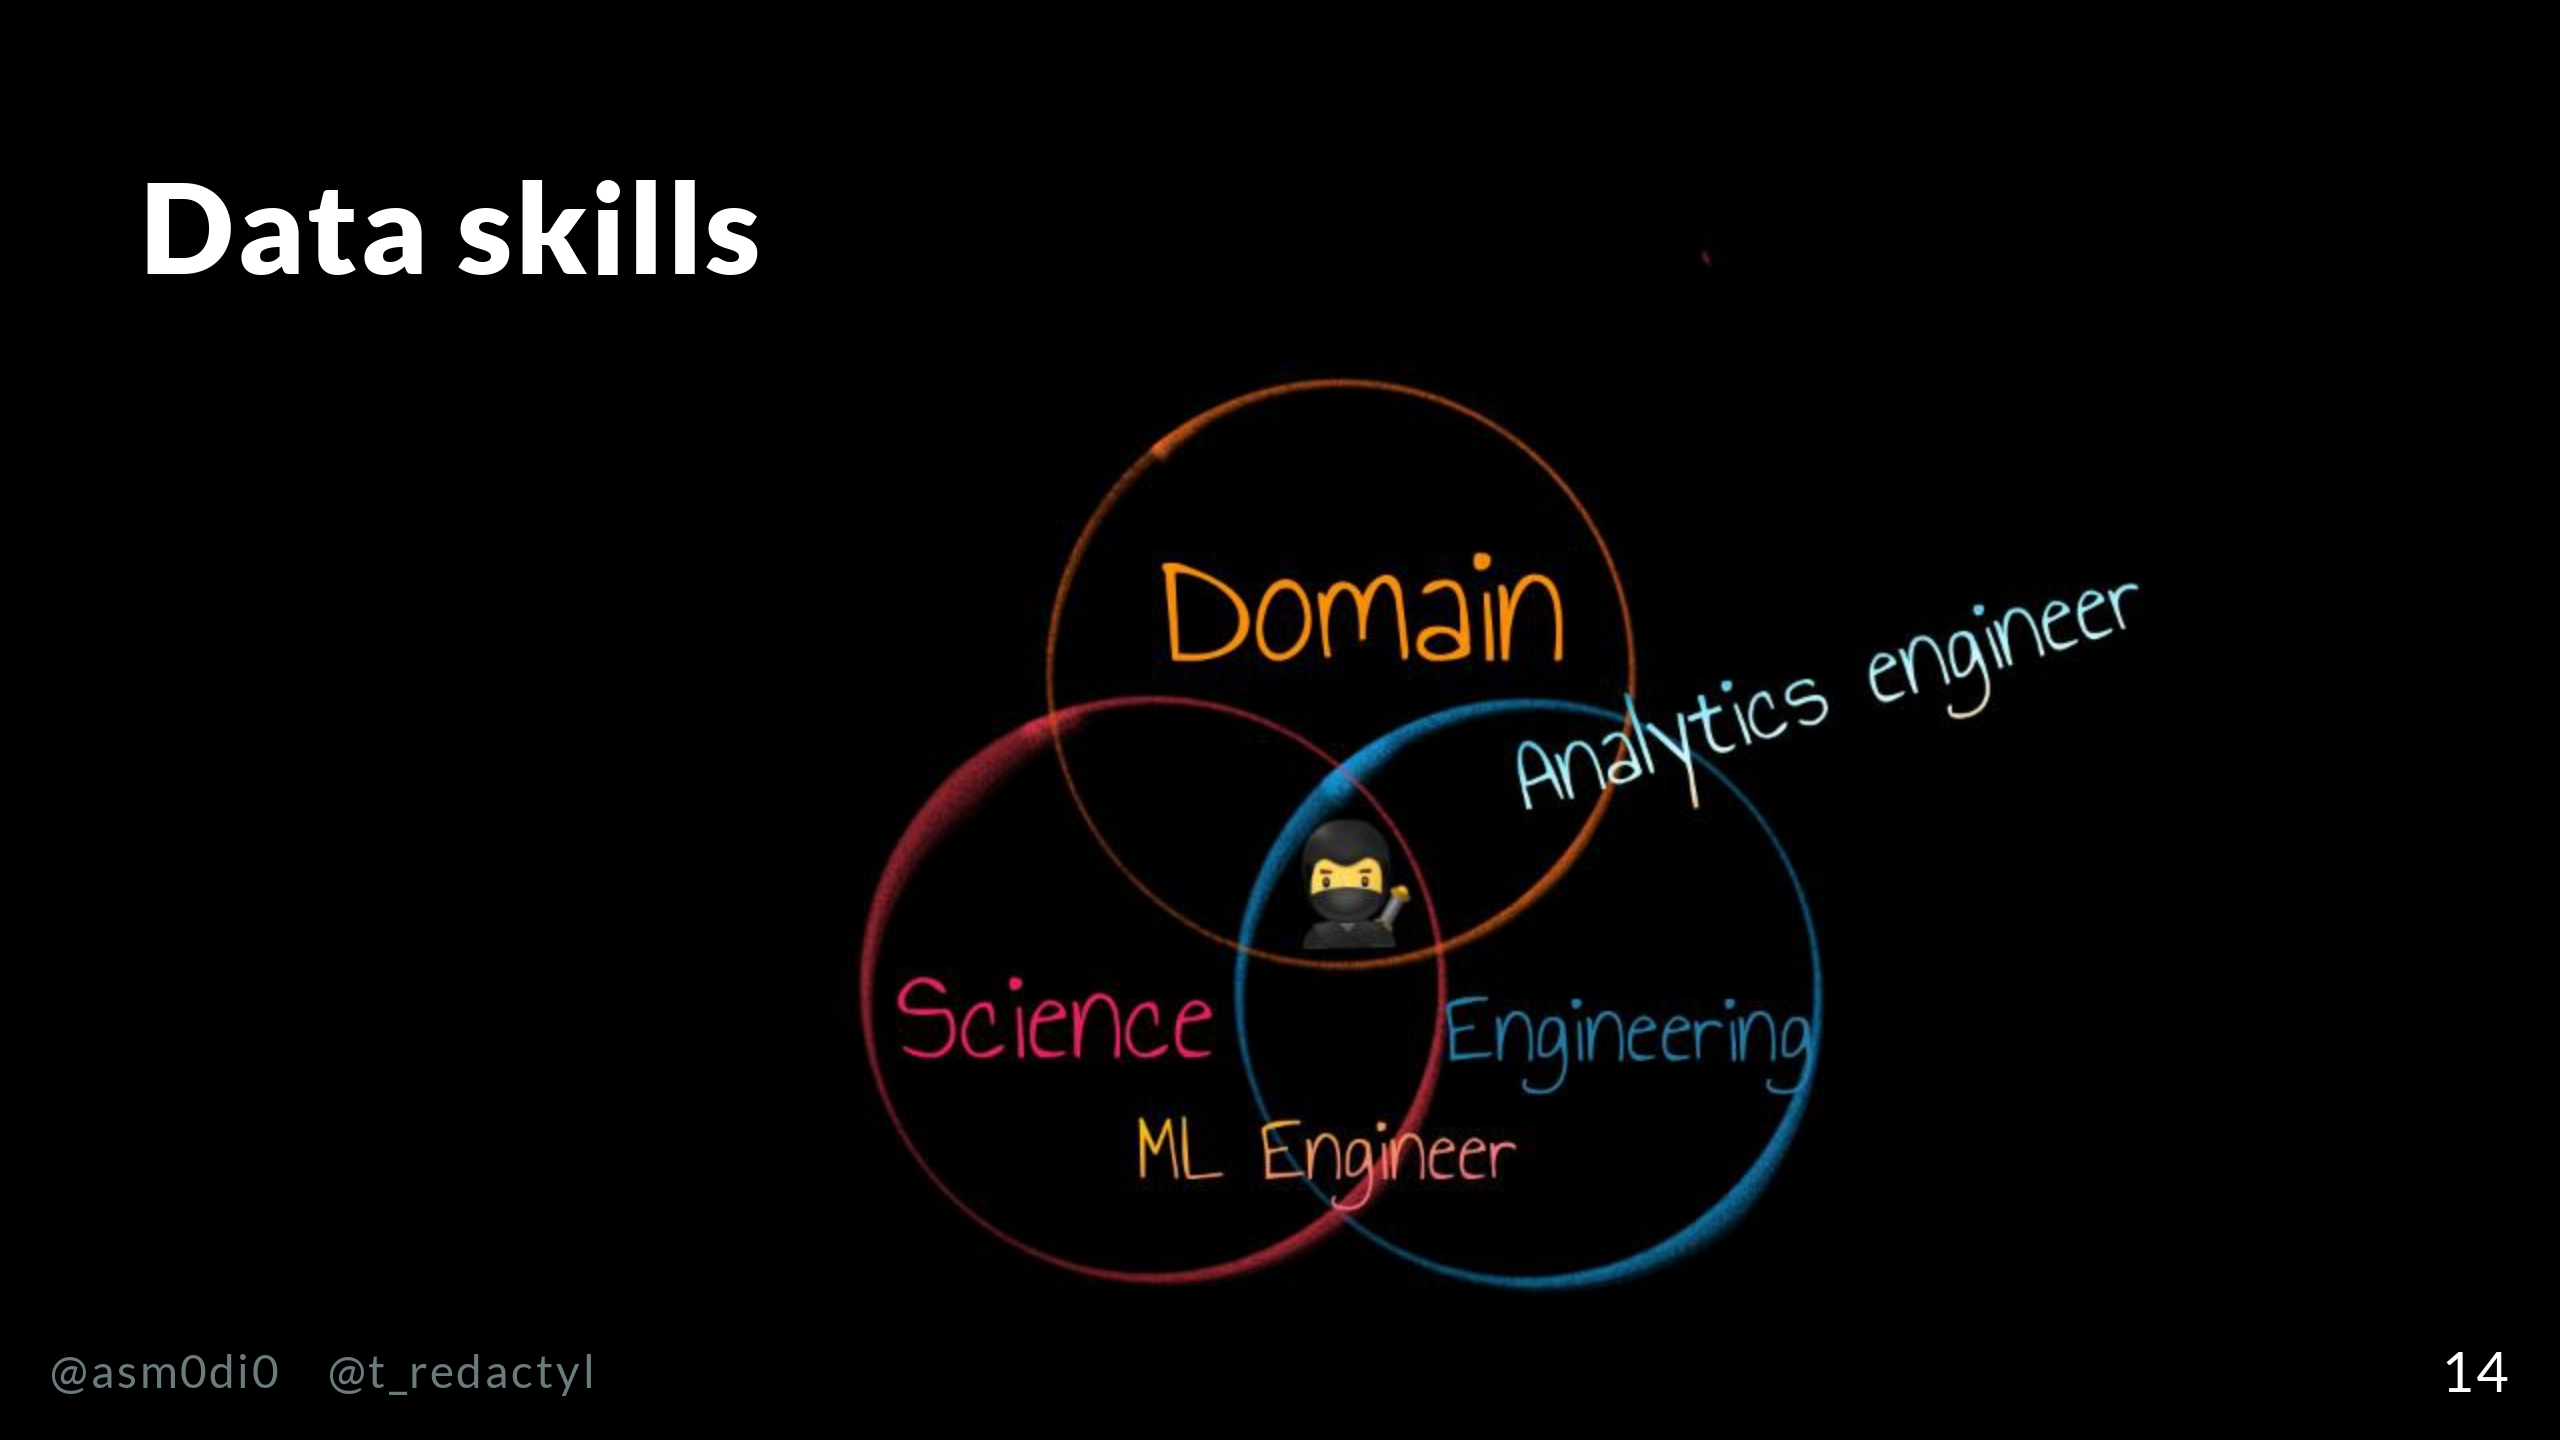 Data skills
Domain
Analytics engineer
Science
Engineering
ML Engineer
@asm0di0 @t_redactyl
14